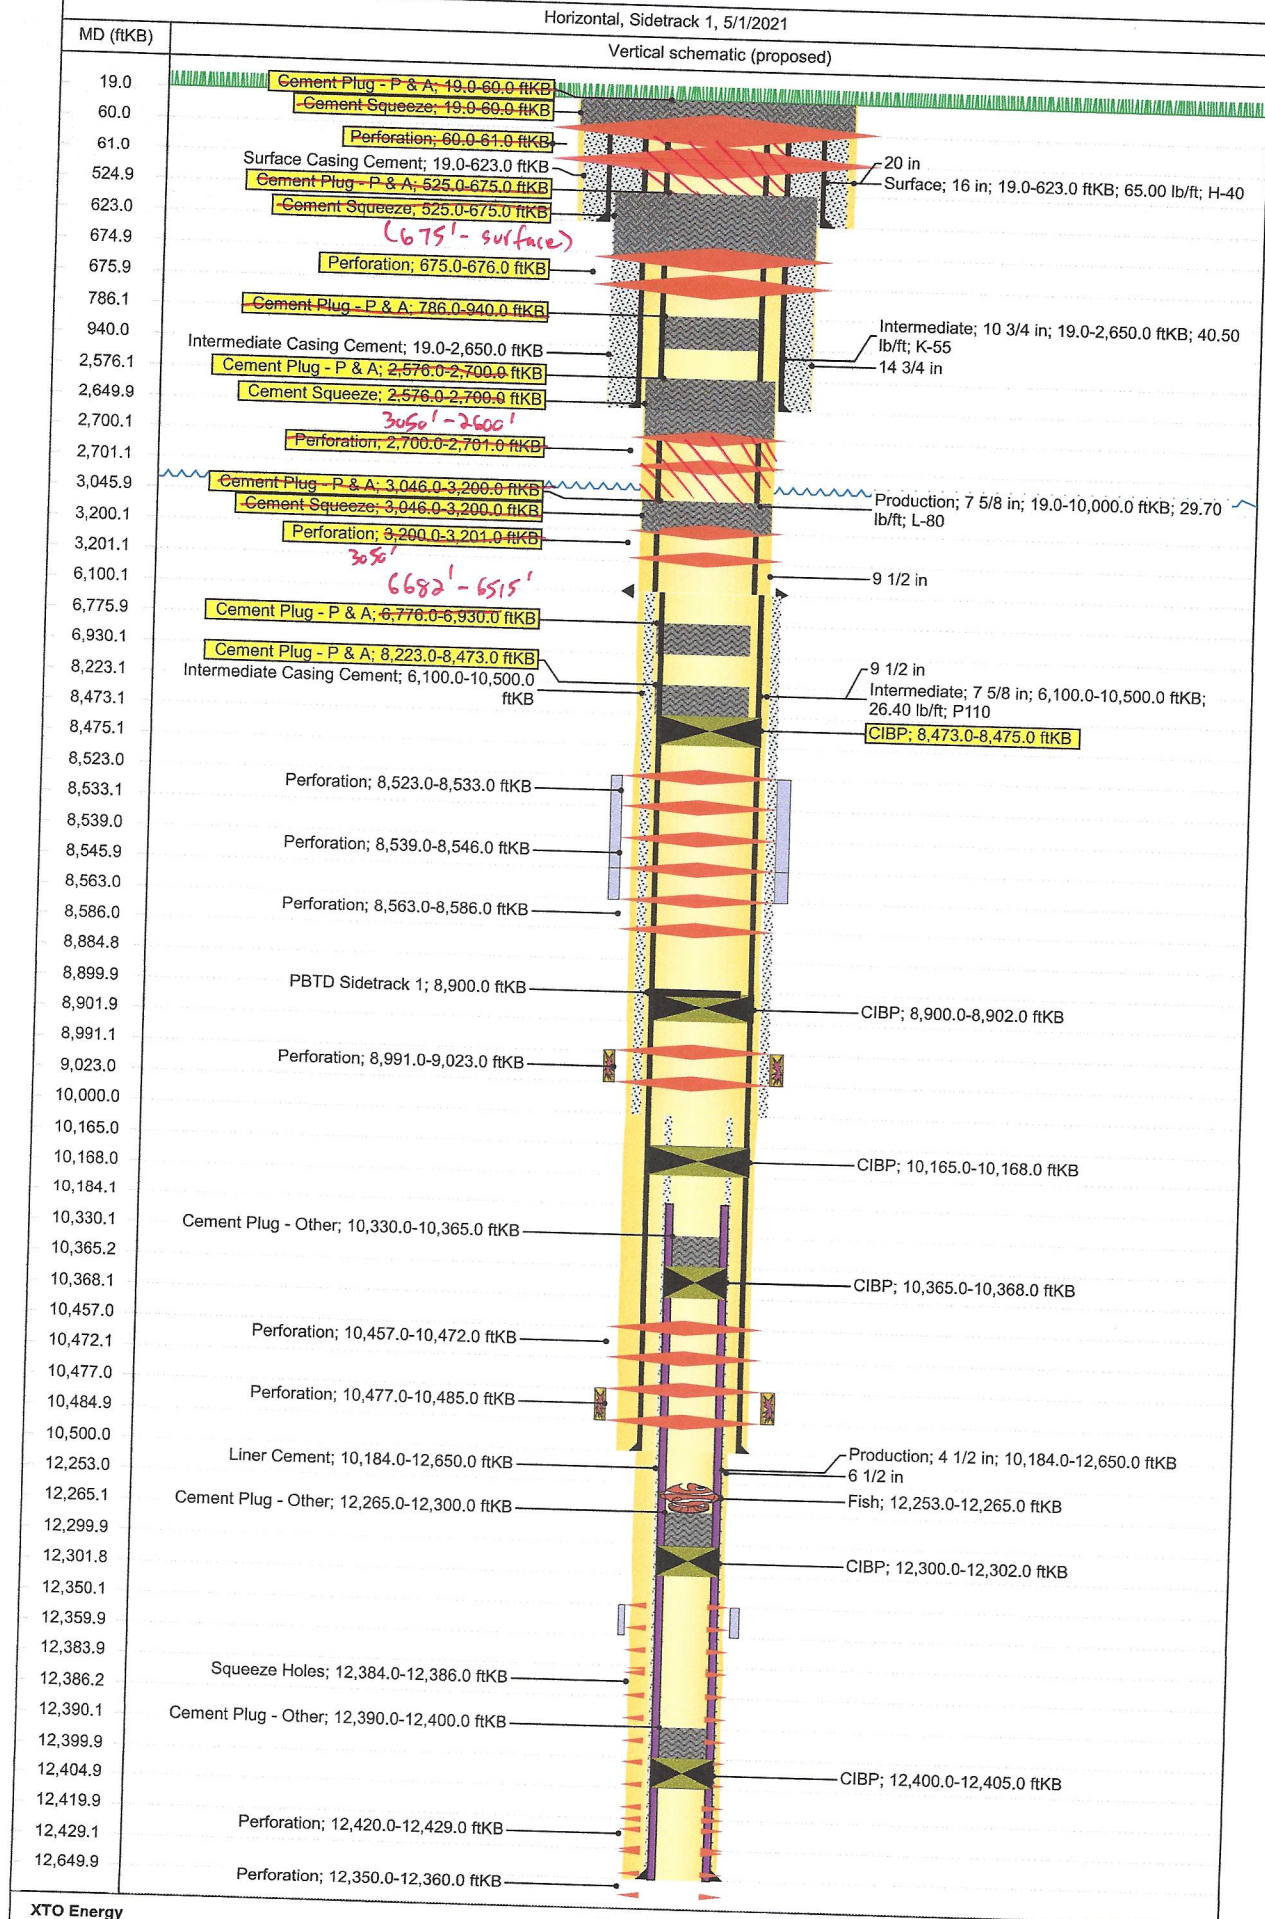 Horizontal, Sidetrack 1, 5/1/2021
MD (ftKB)
Vertical schematic (proposed)
19.0
60.0
61.0
524.9
623.0
674.9
675.9
786.1
940.0
2,576.1
2,649.9
2,700.1
2,701.1
3,045.9
3,200.1
3,201.1
6,100.1
6,775.9
6,930.1
8,223.1
8,473.1
8,475.1
8,523.0
8,533.1
8,539.0
8,545.9
8,563.0
8,586.0
8,884.8
8,899.9
8,901.9
8,991.1
9,023.0
10,000.0
10,165.0
10,168.0
10,184.1
10,330.1
10,365.2
10,368.1
10,457.0
10,472.1
10,477.0
10,484.9
10,500.0
12,253.0
12,265.1
12,299.9
12,301.8
12,350.1
12,359.9
12,383.9
12,386.2
12,390.1
12,399.9
12,404.9
12,419.9
12,429.1
12,649.9
Cement Plug - P & A; 19.0-60.0 ftKB
Cement Squeeze; 19.0-60.0 ftKB
Perforation; 60.0-61.0 ftKB
Surface Casing Cement; 19.0-623.0 ftKB
Cement Plug - P & A; 525.0-675.0 ftKB
Cement Squeeze; 525.0-675.0 ftKB
(675' - surface)
Perforation; 675.0-676.0 ftKB
Cement Plug - P & A; 786.0-940.0 ftKB
Intermediate Casing Cement; 19.0-2,650.0 ftKB
Cement Plug - P & A; 2,576.0-2,700.0 ftKB
Cement Squeeze; 2,576.0-2,700.0 ftKB
3050' - 2600'
Perforation; 2,700.0-2,701.0 ftKB
Cement Plug - P & A; 3,046.0-3,200.0 ftKB
Cement Squeeze; 3,046.0-3,200.0 ftKB
Perforation; 3,200.0-3,201.0 ftKB
3050'
6682' - 6515'
Cement Plug - P & A; 6,776.0-6,930.0 ftKB
Cement Plug - P & A; 8,223.0-8,473.0 ftKB
Intermediate Casing Cement; 6,100.0-10,500.0
ftKB
Perforation; 8,523.0-8,533.0 ftKB
Perforation; 8,539.0-8,546.0 ftKB
Perforation; 8,563.0-8,586.0 ftKB
PBTD Sidetrack 1; 8,900.0 ftKB
Perforation; 8,991.0-9,023.0 ftKB
Cement Plug - Other; 10,330.0-10,365.0 ftKB
Perforation; 10,457.0-10,472.0 ftKB
Perforation; 10,477.0-10,485.0 ftKB
Liner Cement; 10,184.0-12,650.0 ftKB
Cement Plug - Other; 12,265.0-12,300.0 ftKB
Squeeze Holes; 12,384.0-12,386.0 ftKB
Cement Plug - Other; 12,390.0-12,400.0 ftKB
Perforation; 12,420.0-12,429.0 ftKB
Perforation; 12,350.0-12,360.0 ftKB
20 in
Surface; 16 in; 19.0-623.0 ftKB; 65.00 lb/ft; H-40
Intermediate; 10 3/4 in; 19.0-2,650.0 ftKB; 40.50
lb/ft; K-55
14 3/4 in
Production; 7 5/8 in; 19.0-10,000.0 ftKB; 29.70
lb/ft; L-80
9 1/2 in
9 1/2 in
Intermediate; 7 5/8 in; 6,100.0-10,500.0 ftKB;
26.40 lb/ft; P110
CIBP; 8,473.0-8,475.0 ftKB
CIBP; 8,900.0-8,902.0 ftKB
CIBP; 10,165.0-10,168.0 ftKB
CIBP; 10,365.0-10,368.0 ftKB
Production; 4 1/2 in; 10,184.0-12,650.0 ftKB
6 1/2 in
Fish; 12,253.0-12,265.0 ftKB
CIBP; 12,300.0-12,302.0 ftKB
CIBP; 12,400.0-12,405.0 ftKB
XTO Energy